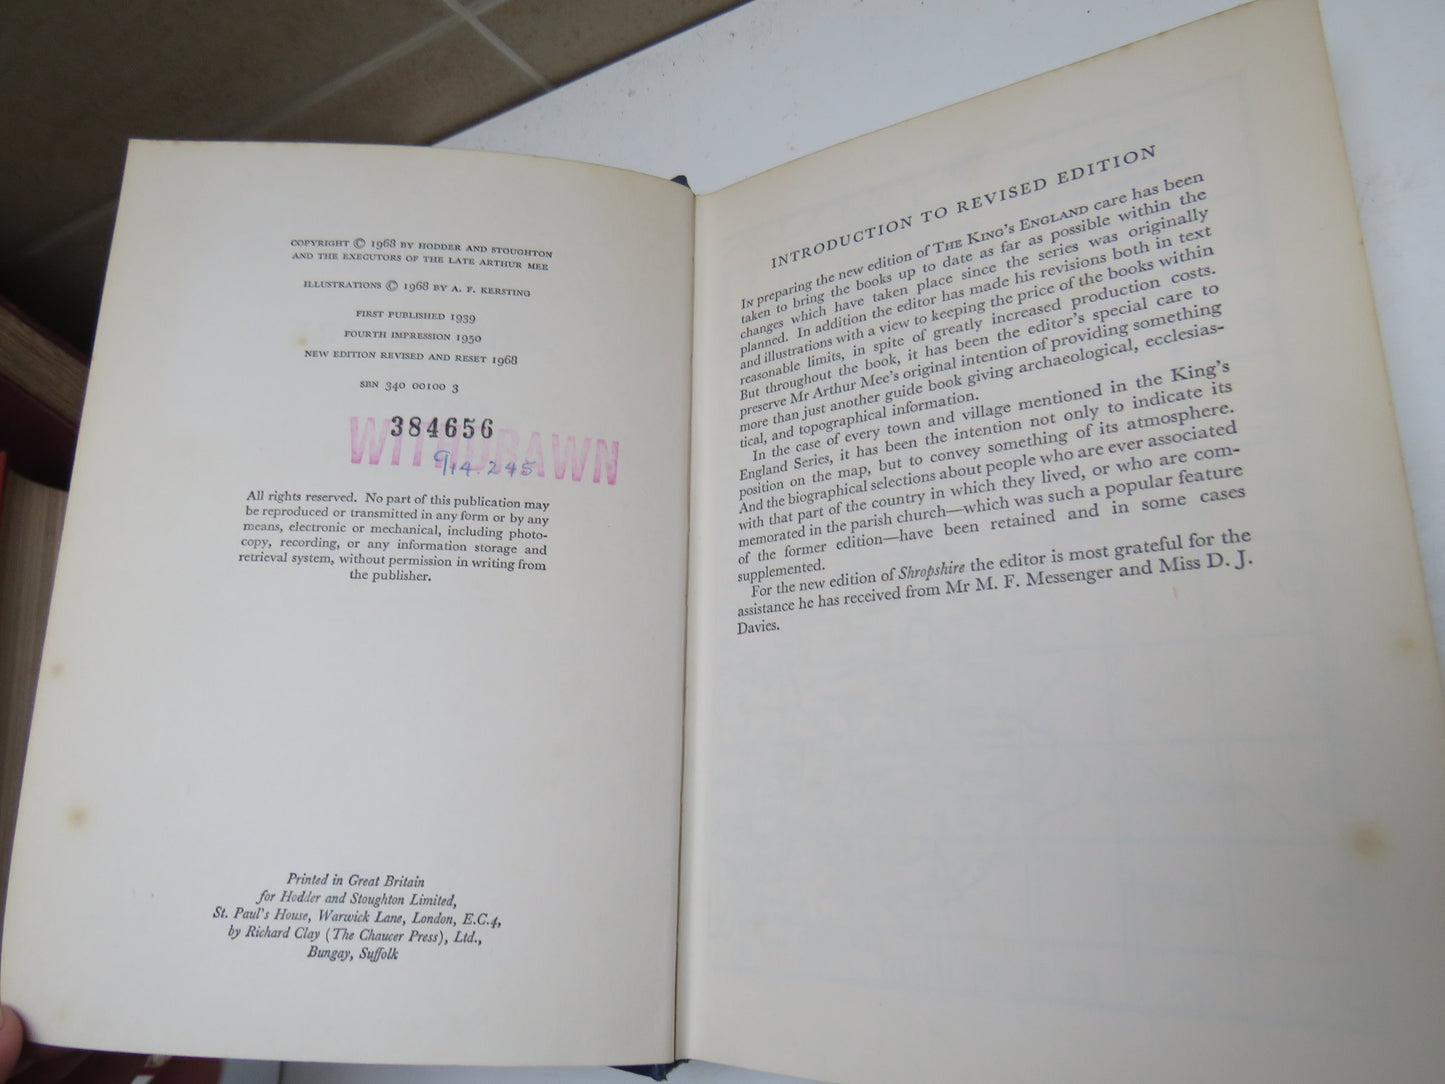 COPYRIGHT © 1968 BY HODDER AND STOUGHTON
AND THE EXECUTORS OF THE LATE ARTHUR MEE
ILLUSTRATIONS © 1968 BY A. F. KERSTING
FIRST PUBLISHED 1939
FOURTH IMPRESSION 1950
NEW EDITION REVISED AND RESET 1968
SBN 340 00100 3
384656
WITHDRAWN
914.245
All rights reserved. No part of this publication may
be reproduced or transmitted in any form or by any
means, electronic or mechanical, including photo-
copy, recording, or any information storage and
retrieval system, without permission in writing from
the publisher.
Printed in Great Britain
for Hodder and Stoughton Limited,
St. Paul's House, Warwick Lane, London, E.C.4,
by Richard Clay (The Chaucer Press), Ltd.,
Bungay, Suffolk
INTRODUCTION TO REVISED EDITION
IN preparing the new edition of THE KING'S ENGLAND care has been
taken to bring the books up to date as far as possible within the
changes which have taken place since the series was originally
planned. In addition the editor has made his revisions both in text
and illustrations with a view to keeping the price of the books within
reasonable limits, in spite of greatly increased production costs.
But throughout the book, it has been the editor's special care to
preserve Mr Arthur Mee's original intention of providing something
more than just another guide book giving archaeological, ecclesias-
tical, and topographical information.
In the case of every town and village mentioned in the King's
England Series, it has been the intention not only to indicate its
position on the map, but to convey something of its atmosphere.
And the biographical selections about people who are ever associated
with that part of the country in which they lived, or who are com-
memorated in the parish church—which was such a popular feature
of the former edition—have been retained and in some cases
supplemented.
For the new edition of Shropshire the editor is most grateful for the
assistance he has received from Mr M. F. Messenger and Miss D. J.
Davies.